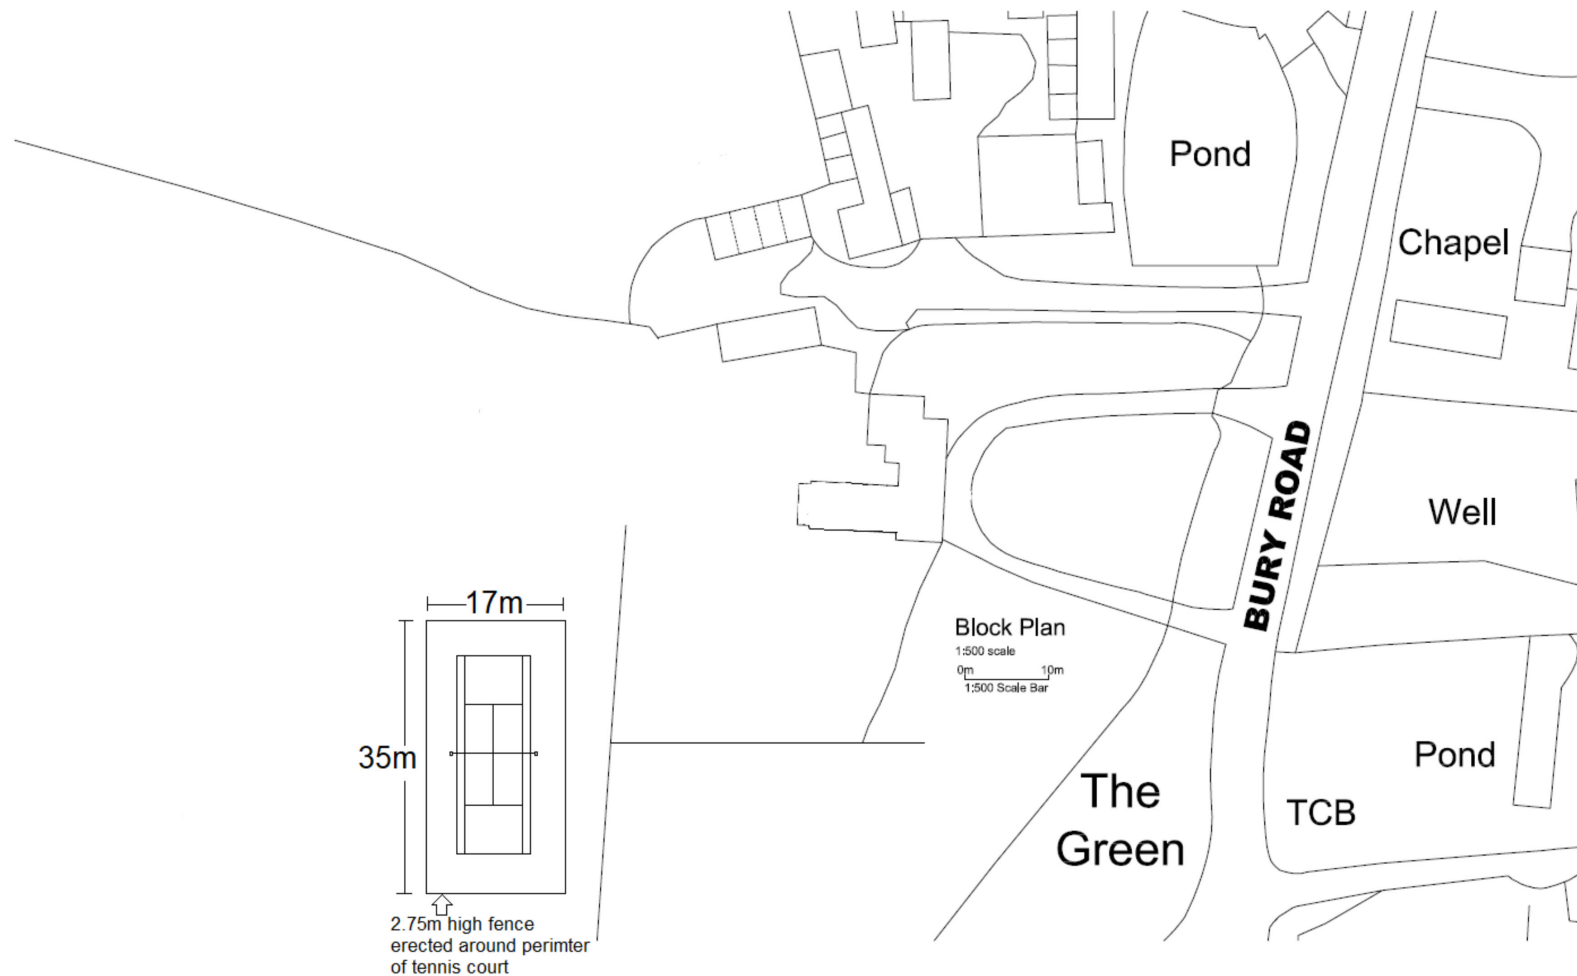 Pond
Chapel
BURY ROAD
Well
17m
Block Plan
1:500 scale
0m 10m
1:500 Scale Bar
35m
Pond
The
Green
TCB
2.75m high fence
erected around perimter
of tennis court